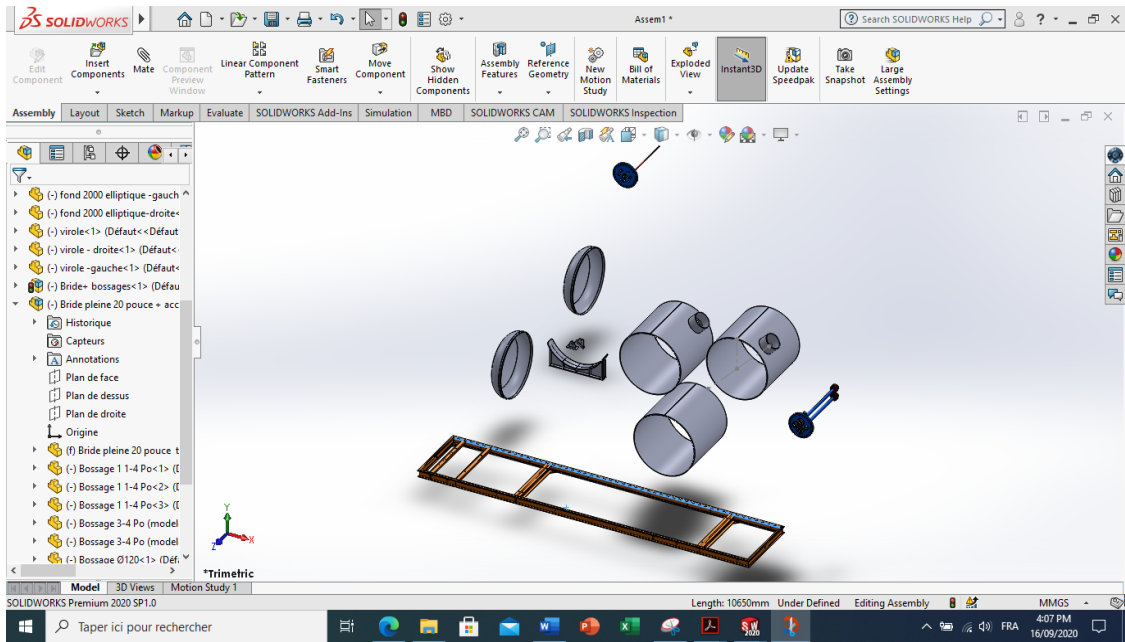 SOLIDWORKS
Assem1 *
Search SOLIDWORKS Help
?
Edit Component
Insert Components
Mate
Component Preview Window
Linear Component Pattern
Smart Fasteners
Move Component
Show Hidden Components
Assembly Features
Reference Geometry
New Motion Study
Bill of Materials
Exploded View
Instant3D
Update Speedpak
Take Snapshot
Large Assembly Settings
Assembly Layout Sketch Markup Evaluate SOLIDWORKS Add-Ins Simulation MBD SOLIDWORKS CAM SOLIDWORKS Inspection
(-) fond 2000 elliptique -gauch
(-) fond 2000 elliptique-droite<
(-) virole<1> (Défaut<<Défaut
(-) virole - droite<1> (Défaut<
(-) virole -gauche<1> (Défaut<
(-) Bride+ bossages<1> (Défau
(-) Bride pleine 20 pouce + acc
Historique
Capteurs
A Annotations
Plan de face
Plan de dessus
Plan de droite
Origine
(f) Bride pleine 20 pouce t
(-) Bossage 1 1-4 Po<1> (D
(-) Bossage 1 1-4 Po<2> (D
(-) Bossage 1 1-4 Po<3> (D
(-) Bossage 3-4 Po (model
(-) Bossage 3-4 Po (model
(-) Bossage Ø120<1> (Défa
Y
Z X
*Trimetric
Model 3D Views Motion Study 1
SOLIDWORKS Premium 2020 SP1.0
Length: 10650mm Under Defined Editing Assembly MMGS
Taper ici pour rechercher
SW 2020
FRA
4:07 PM
16/09/2020